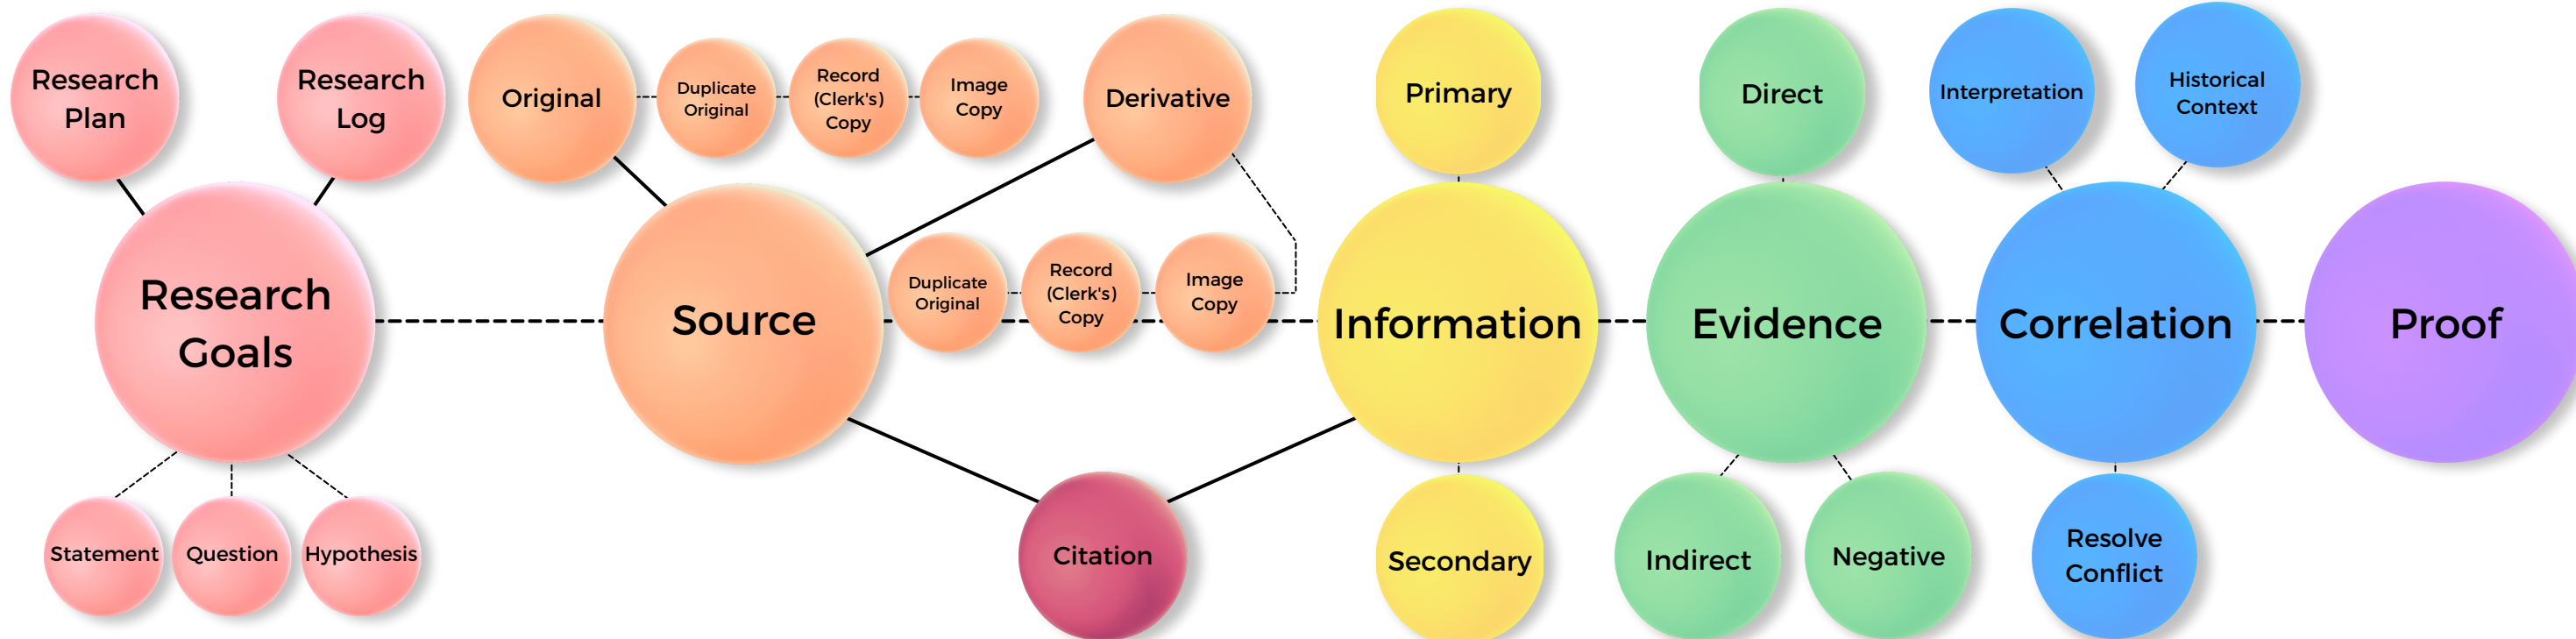 Research
Plan
Research
Log
Original
Duplicate
Original
Record
(Clerk's)
Copy
Image
Copy
Derivative
Primary
Direct
Interpretation
Historical
Context
Research
Goals
Source
Duplicate
Original
Record
(Clerk's)
Copy
Image
Copy
Information
Evidence
Correlation
Proof
Statement
Question
Hypothesis
Citation
Secondary
Indirect
Negative
Resolve
Conflict